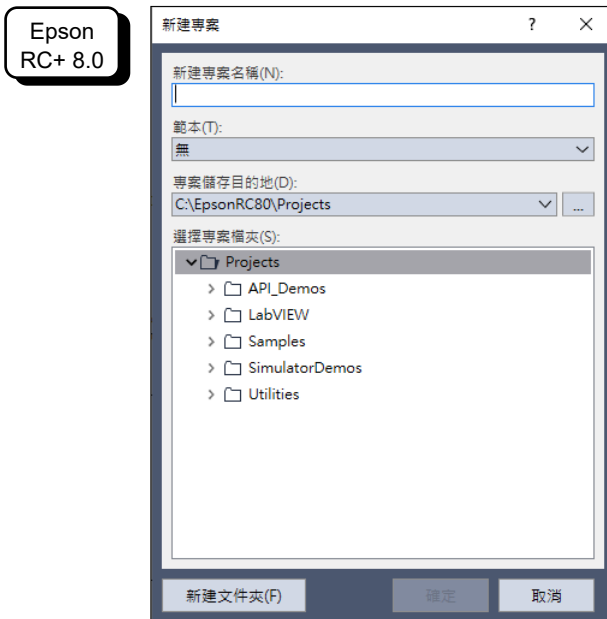 Epson
RC+ 8.0
新建專案
?
新建專案名稱(N):
範本(T):
無
專案儲存目的地(D):
C:\EpsonRC80\Projects
...
選擇專案檔夾(S):
Projects
API_Demos
LabVIEW
Samples
SimulatorDemos
Utilities
新建文件夾(F)
確定
取消